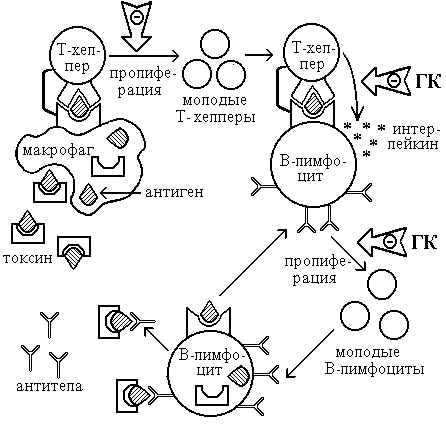 Т-хел-
пер
пролифе-
рация
молодые
Т-хелперы
Т-хел-
пер
ГК
интер-
лейкин
макрофаг
антиген
В-лимфо-
цит
токсин
ГК
пролифе-
рация
В-лимфо-
цит
молодые
В-лимфоциты
антитела